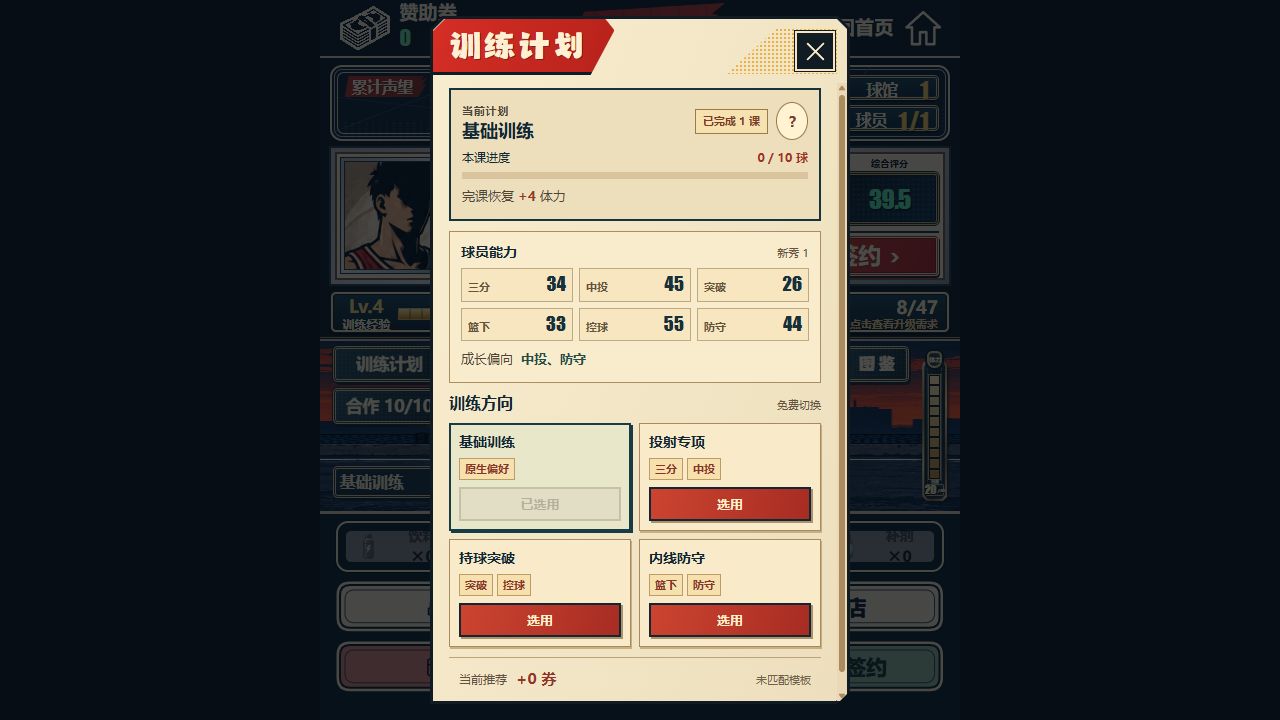 赞助券
0
回首页
训练计划
累计声望
球馆 1
球员 1/1
当前计划
基础训练
已完成 1 课
?
本课进度
0 / 10 球
完课恢复 +4 体力
综合评分
39.5
签约 ›
球员能力
新秀 1
三分 34
中投 45
突破 26
篮下 33
控球 55
防守 44
成长偏向 中投、防守
Lv.4
训练经验
8/47
点击查看升级需求
训练计划
图鉴
合作 10/10
训练方向
免费切换
基础训练
原生偏好
已选用
投射专项
三分 中投
选用
基础训练
20
持球突破
突破 控球
选用
内线防守
篮下 防守
选用
×0
补剂
×0
店
签约
当前推荐 +0 券
未匹配模板